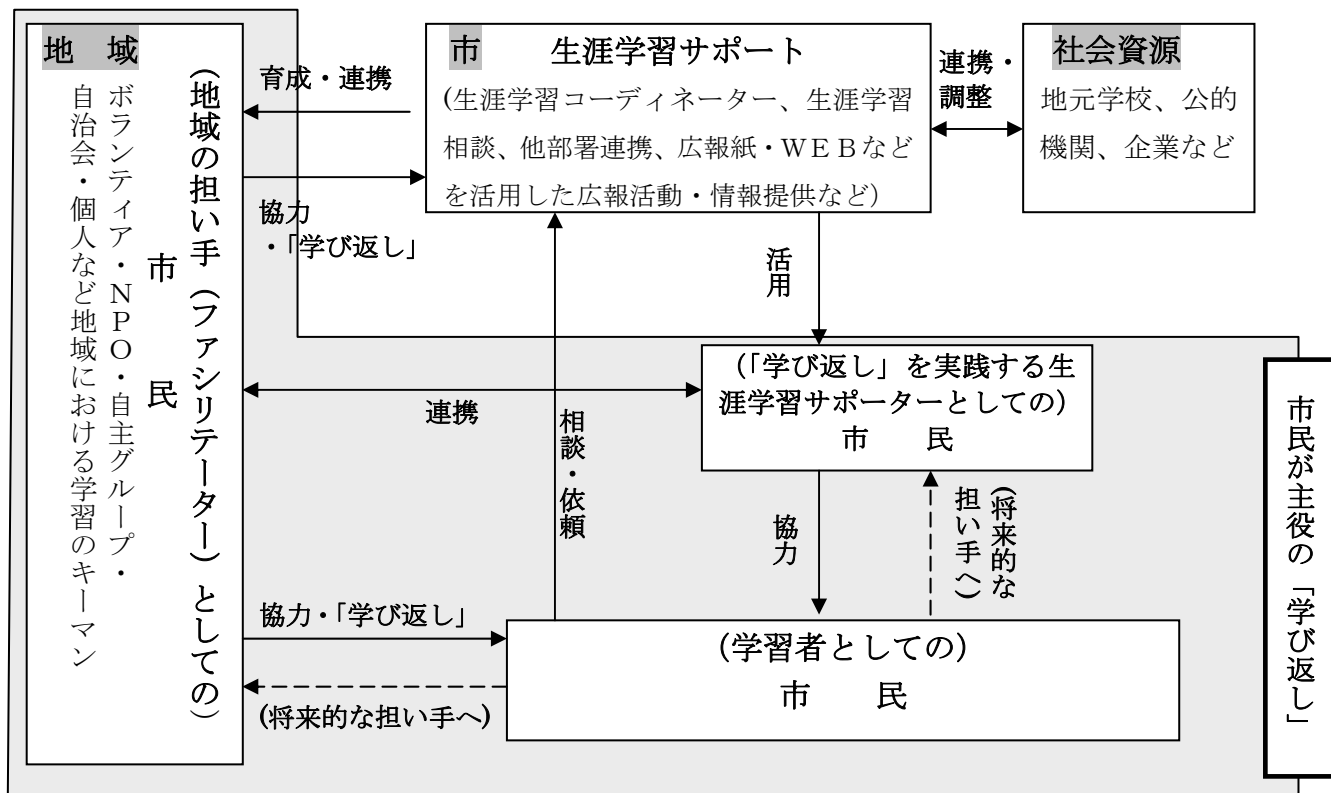 地　域
(地域の担い手（ファシリテーター）としての)
市　民
ボランティア・ＮＰＯ・自主グループ・
自治会・個人など地域における学習のキーマン
育成・連携
協力
・「学び返し」
市　生涯学習サポート
(生涯学習コーディネーター、生涯学習
相談、他部署連携、広報紙・ＷＥＢなど
を活用した広報活動・情報提供など)
連携・
調整
社会資源
地元学校、公的
機関、企業など
活用
(「学び返し」を実践する生
涯学習サポーターとしての)
市　民
連携
相談・依頼
協力
(将来的な
担い手へ)
協力・「学び返し」
(将来的な担い手へ)
(学習者としての)
市　民
市民が主役の「学び返し」